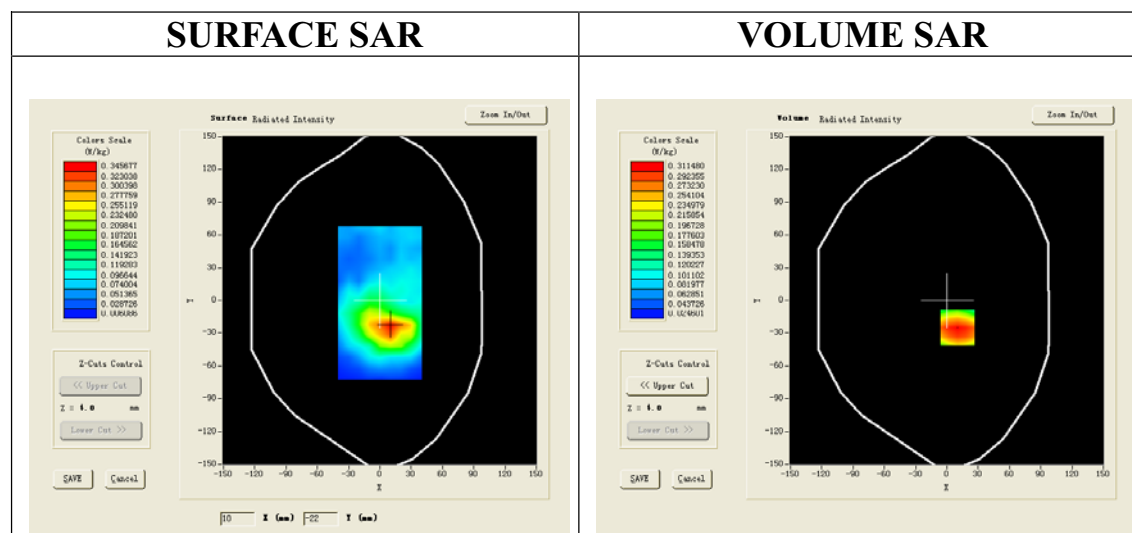 SURFACE SAR
VOLUME SAR
Surface Radiated Intensity
Zoom In/Out
Colors Scale
(W/kg)
0.345677
0.323038
0.300398
0.277759
0.255119
0.232480
0.209841
0.187201
0.164562
0.141923
0.119283
0.096644
0.074004
0.051365
0.028726
0.006086
150
120
90
60
30
0
-30
-60
-90
-120
-150
Y
-150 -120 -90 -60 -30 0 30 60 90 120 150
X
Z-Cuts Control
<< Upper Cut
Z = 4.0 mm
Lower Cut >>
SAVE Cancel
10 X (mm) -22 Y (mm)
Volume Radiated Intensity
Zoom In/Out
Colors Scale
(W/kg)
0.311480
0.292355
0.273230
0.254104
0.234979
0.215854
0.196728
0.177603
0.158478
0.139353
0.120227
0.101102
0.081977
0.062851
0.043726
0.024601
150
120
90
60
30
0
-30
-60
-90
-120
-150
Y
-150 -120 -90 -60 -30 0 30 60 90 120 150
X
Z-Cuts Control
<< Upper Cut
Z = 4.0 mm
Lower Cut >>
SAVE Cancel